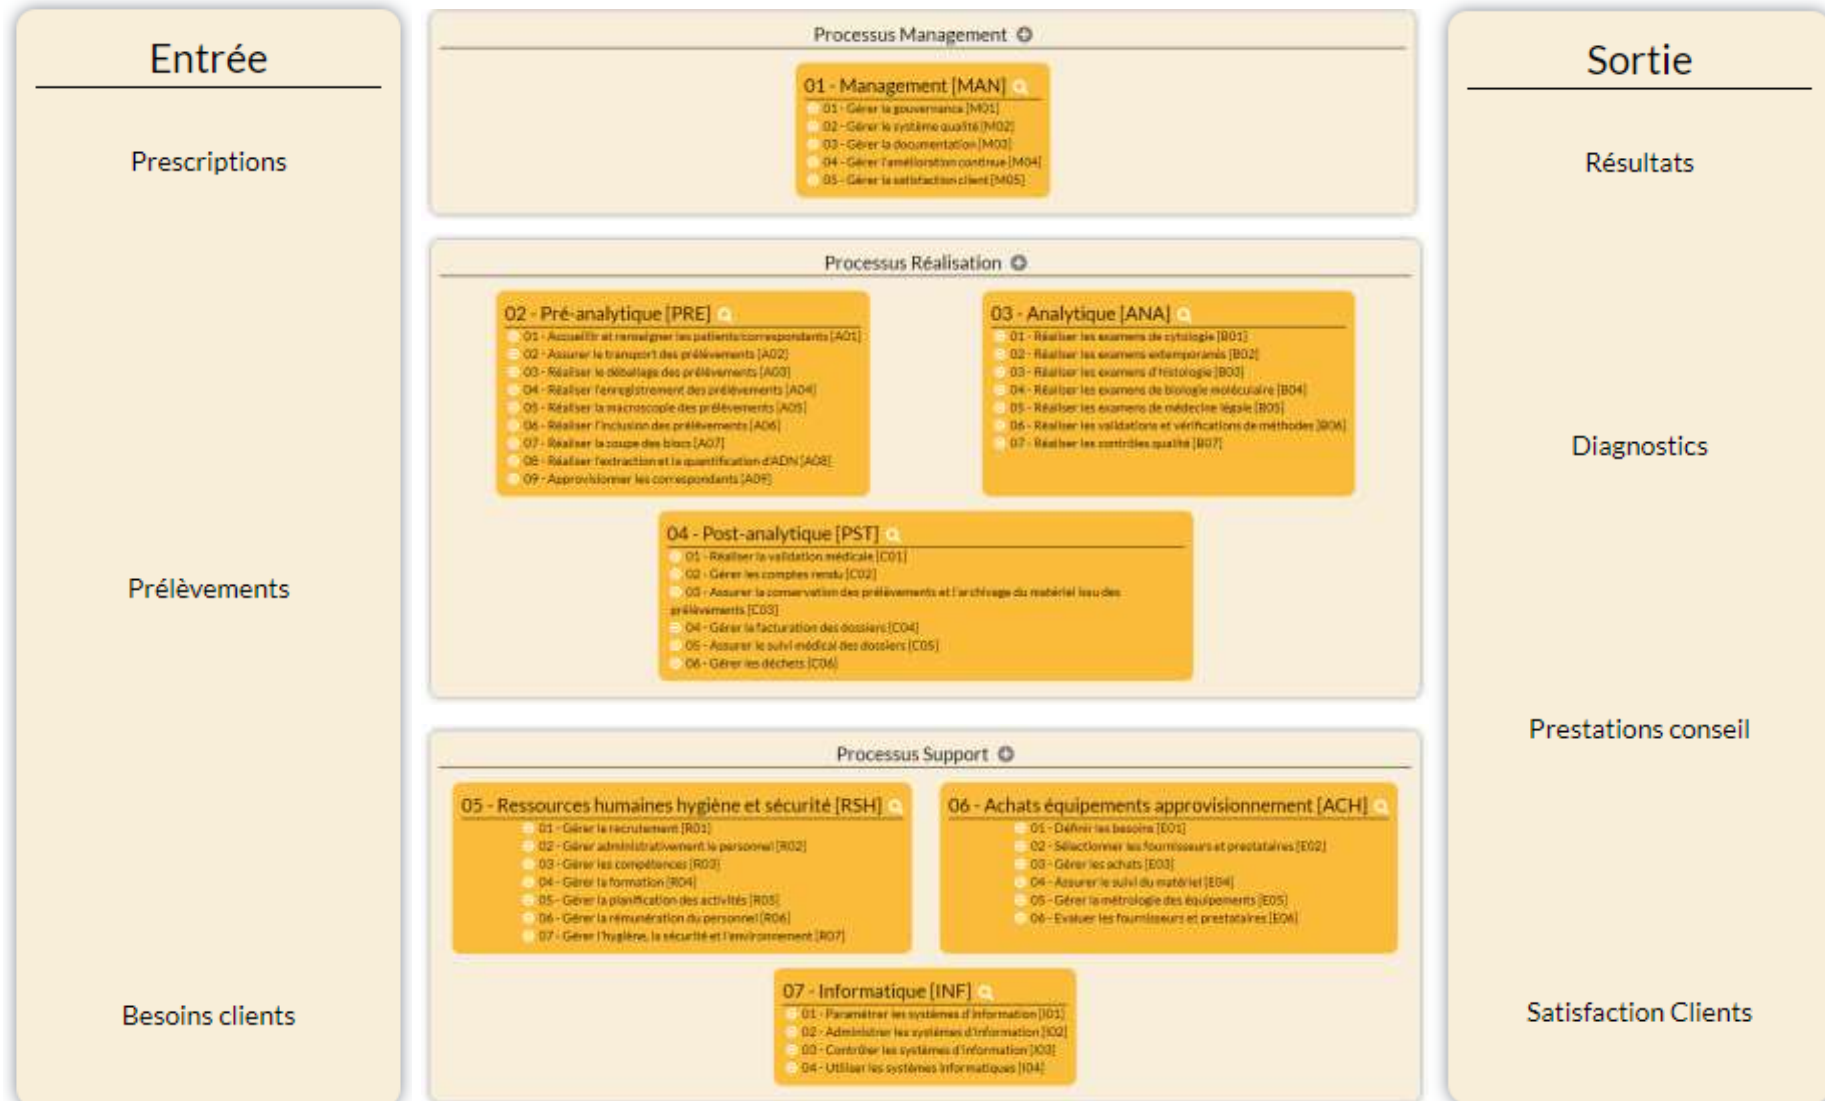 Entrée
Prescriptions
Prélèvements
Besoins clients
Processus Management
01 - Management [MAN]
01 - Gérer la gouvernance [M01]
02 - Gérer le système qualité [M02]
03 - Gérer la documentation [M03]
04 - Gérer l'amélioration continue [M04]
05 - Gérer la satisfaction client [M05]
Processus Réalisation
02 - Pré-analytique [PRE]
01 - Accueillir et renseigner les patients/correspondants [A01]
02 - Assurer le transport des prélèvements [A02]
03 - Réaliser le déballage des prélèvements [A03]
04 - Réaliser l'enregistrement des prélèvements [A04]
05 - Réaliser la macroscopie des prélèvements [A05]
06 - Réaliser l'inclusion des prélèvements [A06]
07 - Réaliser la coupe des blocs [A07]
08 - Réaliser l'extraction et la quantification d'ADN [A08]
09 - Approvisionner les correspondants [A09]
03 - Analytique [ANA]
01 - Réaliser les examens de cytologie [B01]
02 - Réaliser les examens extemporanés [B02]
03 - Réaliser les examens d'histologie [B03]
04 - Réaliser les examens de biologie moléculaire [B04]
05 - Réaliser les examens de médecine légale [B05]
06 - Réaliser les validations et vérifications de méthodes [B06]
07 - Réaliser les contrôles qualité [B07]
04 - Post-analytique [PST]
01 - Réaliser la validation médicale [C01]
02 - Gérer les comptes rendu [C02]
03 - Assurer la conservation des prélèvements et l'archivage du matériel issu des
prélèvements [C03]
04 - Gérer la facturation des dossiers [C04]
05 - Assurer le suivi médical des dossiers [C05]
06 - Gérer les déchets [C06]
Processus Support
05 - Ressources humaines hygiène et sécurité [RSH]
01 - Gérer le recrutement [R01]
02 - Gérer administrativement le personnel [R02]
03 - Gérer les compétences [R03]
04 - Gérer la formation [R04]
05 - Gérer la planification des activités [R05]
06 - Gérer la rémunération du personnel [R06]
07 - Gérer l'hygiène, la sécurité et l'environnement [R07]
06 - Achats équipements approvisionnement [ACH]
01 - Définir les besoins [E01]
02 - Sélectionner les fournisseurs et prestataires [E02]
03 - Gérer les achats [E03]
04 - Assurer le suivi du matériel [E04]
05 - Gérer la métrologie des équipements [E05]
06 - Evaluer les fournisseurs et prestataires [E06]
07 - Informatique [INF]
01 - Paramétrer les systèmes d'information [I01]
02 - Administrer les systèmes d'information [I02]
03 - Contrôler les systèmes d'information [I03]
04 - Utiliser les systèmes informatiques [I04]
Sortie
Résultats
Diagnostics
Prestations conseil
Satisfaction Clients